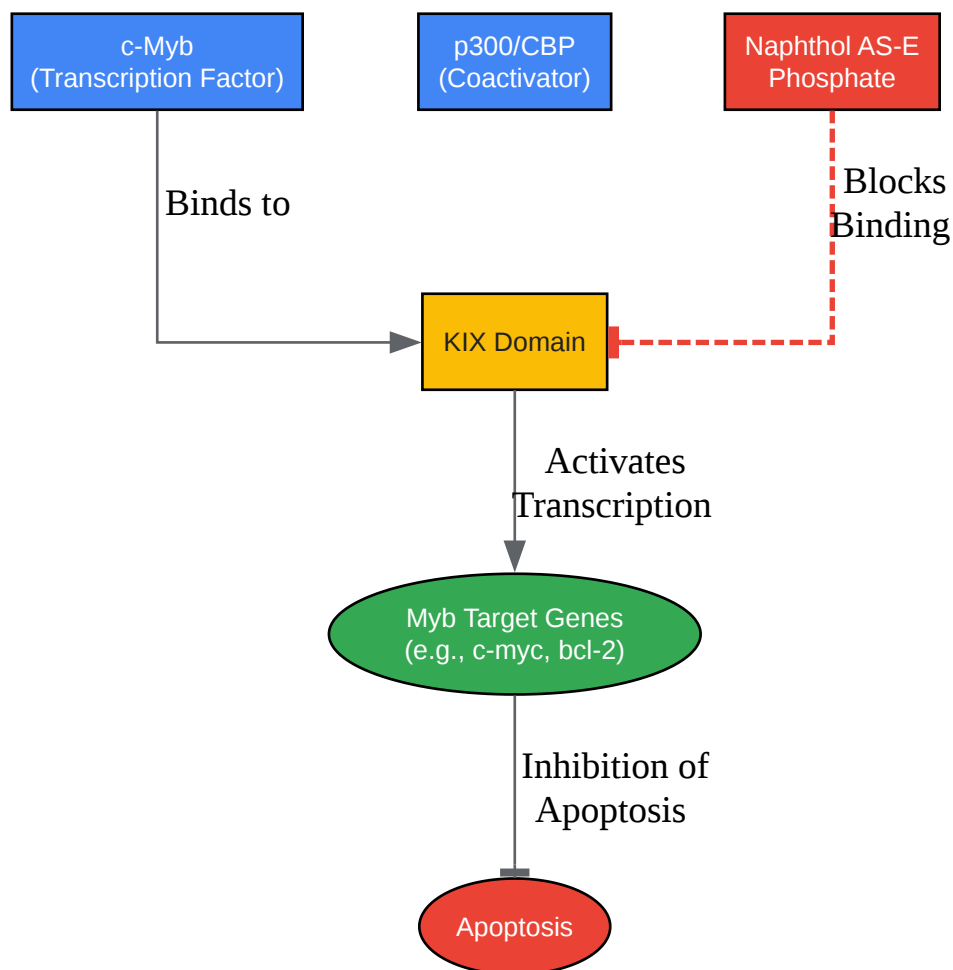 c-Myb
(Transcription Factor)
p300/CBP
(Coactivator)
Naphthol AS-E
Phosphate
Binds to
Blocks
Binding
KIX Domain
Activates
Transcription
Myb Target Genes
(e.g., c-myc, bcl-2)
Inhibition of
Apoptosis
Apoptosis